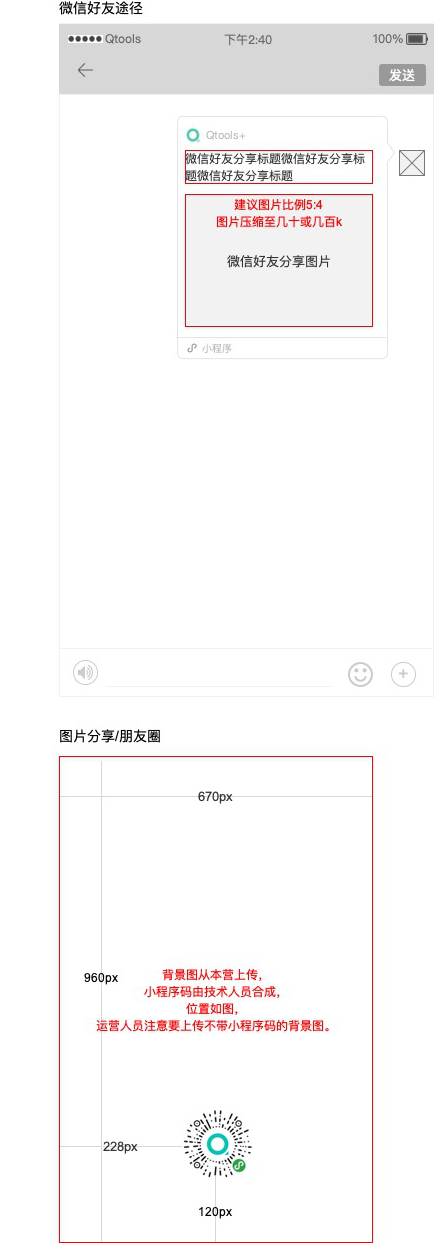 微信好友途径
Qtools 下午2:40 100%
发送
Qtools+
微信好友分享标题微信好友分享标
题微信好友分享标题
建议图片比例5:4
图片压缩至几十或几百k
微信好友分享图片
小程序
图片分享/朋友圈
670px
960px
背景图从本营上传，
小程序码由技术人员合成，
位置如图，
运营人员注意要上传不带小程序码的背景图。
228px
120px